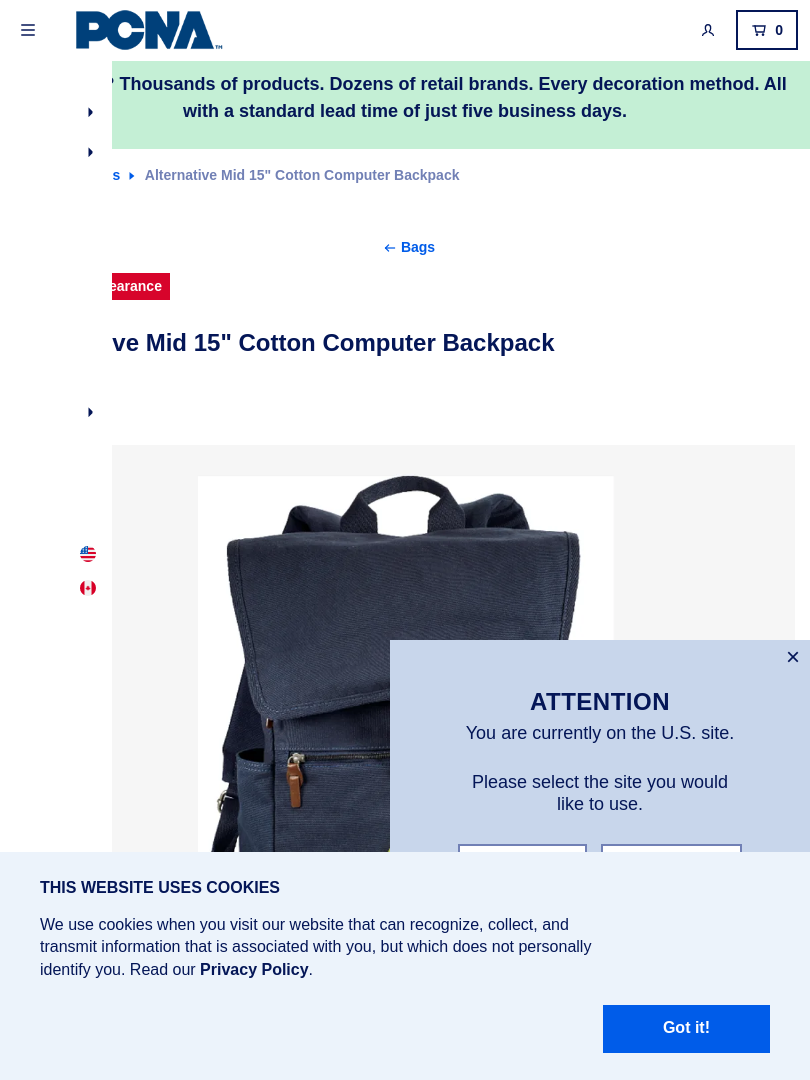 PCNA™
0
Thousands of products. Dozens of retail brands. Every decoration method. All
with a standard lead time of just five business days.
Alternative Mid 15" Cotton Computer Backpack
Bags
earance
ve Mid 15" Cotton Computer Backpack
ATTENTION
You are currently on the U.S. site.
Please select the site you would
like to use.
THIS WEBSITE USES COOKIES
We use cookies when you visit our website that can recognize, collect, and
transmit information that is associated with you, but which does not personally
identify you. Read our Privacy Policy.
Got it!